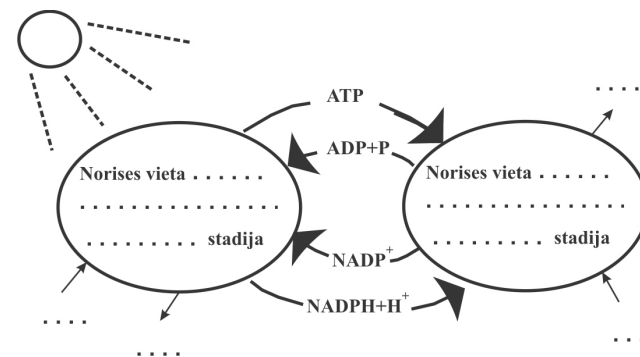 ATP
ADP+P
Norises vieta . . . . . .
. . . . . . . . . . . . . . . . .
. . . . . . . . . stadija
Norises vieta . . . . . .
. . . . . . . . . . . . . . . . .
. . . . . . . . . stadija
NADP+
NADPH+H+